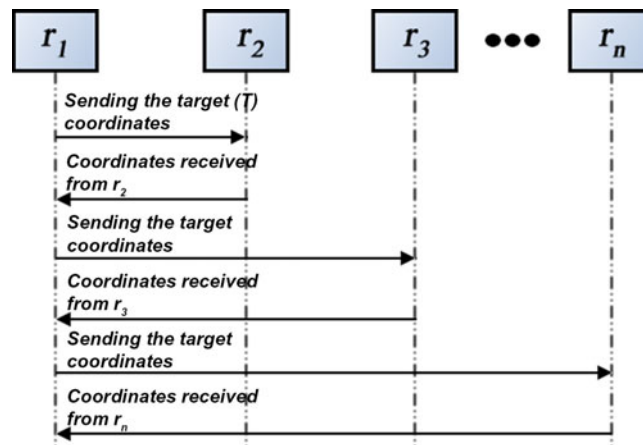 r1 r2 r3 ●●● rn
Sending the target (T)
coordinates
Coordinates received
from r2
Sending the target
coordinates
Coordinates received
from r3
Sending the target
coordinates
Coordinates received
from rn